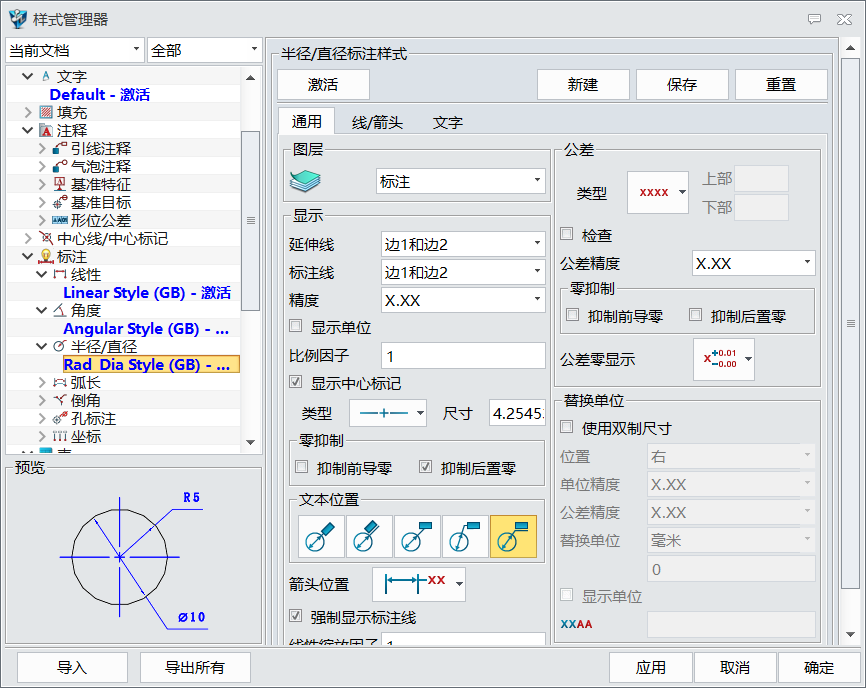 样式管理器
当前文档
全部
文字
Default - 激活
填充
注释
引线注释
气泡注释
基准特征
基准目标
形位公差
中心线/中心标记
标注
线性
Linear Style (GB) - 激活
角度
Angular Style (GB) - ...
半径/直径
Rad_Dia Style (GB) - ...
弧长
倒角
孔标注
坐标
预览
R5
Ø10
半径/直径标注样式
激活
新建
保存
重置
通用
线/箭头
文字
图层
标注
显示
延伸线
边1和边2
标注线
边1和边2
精度
X.XX
显示单位
比例因子
1
显示中心标记
类型
尺寸
4.2545
零抑制
抑制前导零
抑制后置零
文本位置
箭头位置
XX
强制显示标注线
线性缩放因子
1
公差
类型
XXXX
上部
下部
检查
公差精度
X.XX
零抑制
抑制前导零
抑制后置零
公差零显示
X+0.01
-0.00
替换单位
使用双制尺寸
位置
右
单位精度
X.XX
公差精度
X.XX
替换单位
毫米
0
显示单位
XXAA
导入
导出所有
应用
取消
确定